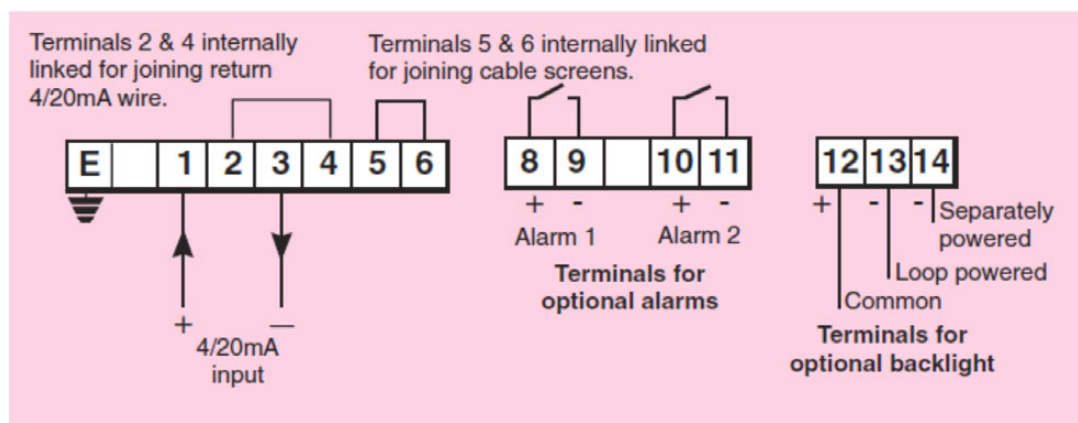 Terminals 2 & 4 internally
linked for joining return
4/20mA wire.
Terminals 5 & 6 internally linked
for joining cable screens.
E 1 2 3 4 5 6
+ —
4/20mA
input
8 9 10 11
+ - + -
Alarm 1 Alarm 2
Terminals for
optional alarms
12 13 14
+ - -
Separately
powered
Loop powered
Common
Terminals for
optional backlight